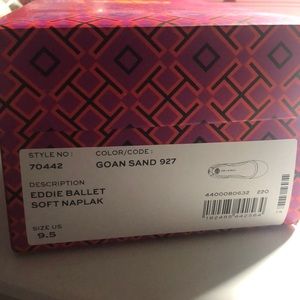 STYLE NO : COLOR/CODE :
70442 GOAN SAND 927
DESCRIPTION
EDDIE BALLET
SOFT NAPLAK
4400080632 220
SIZE US
9.5